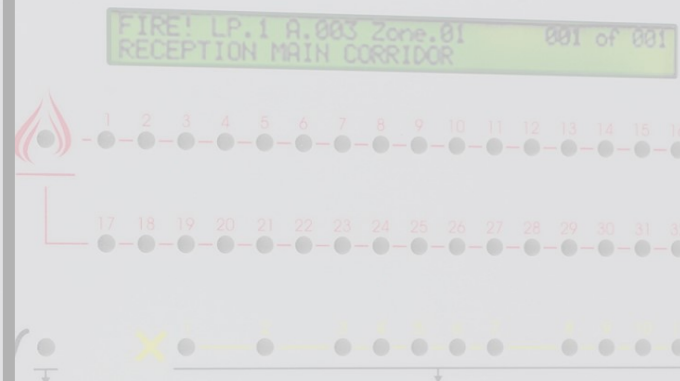 FIRE! LP.1 A.003 Zone.01 001 of 001
RECEPTION MAIN CORRIDOR
1 2 3 4 5 6 7 8 9 10 11 12 13 14 15
17 18 19 20 21 22 23 24 25 26 27 28 29 30 31